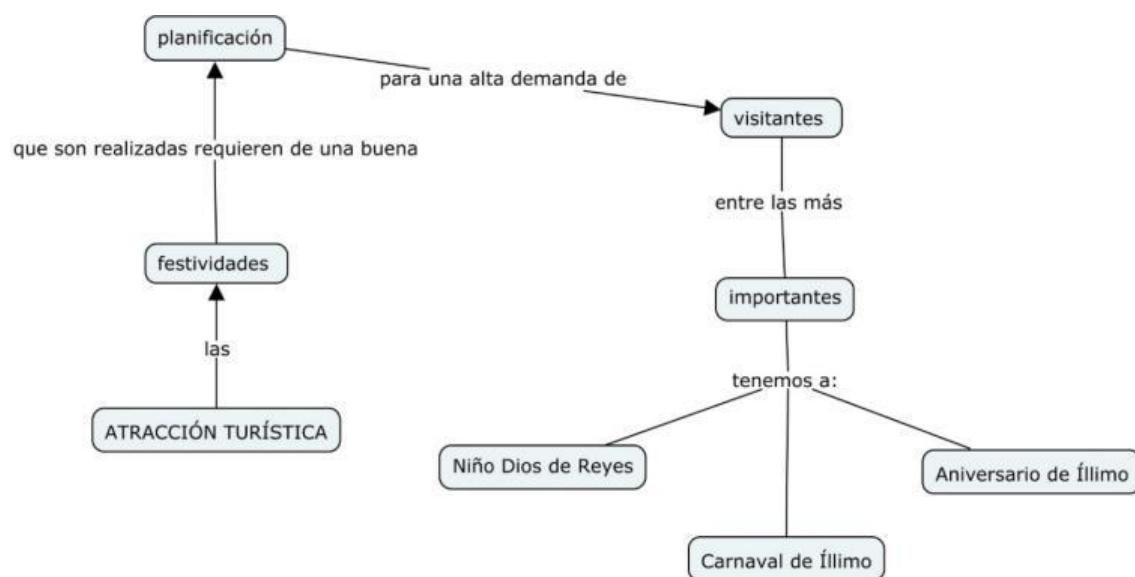 planificación
para una alta demanda de
visitantes
que son realizadas requieren de una buena
entre las más
festividades
importantes
las
tenemos a:
ATRACCIÓN TURÍSTICA
Niño Dios de Reyes
Aniversario de Íllimo
Carnaval de Íllimo